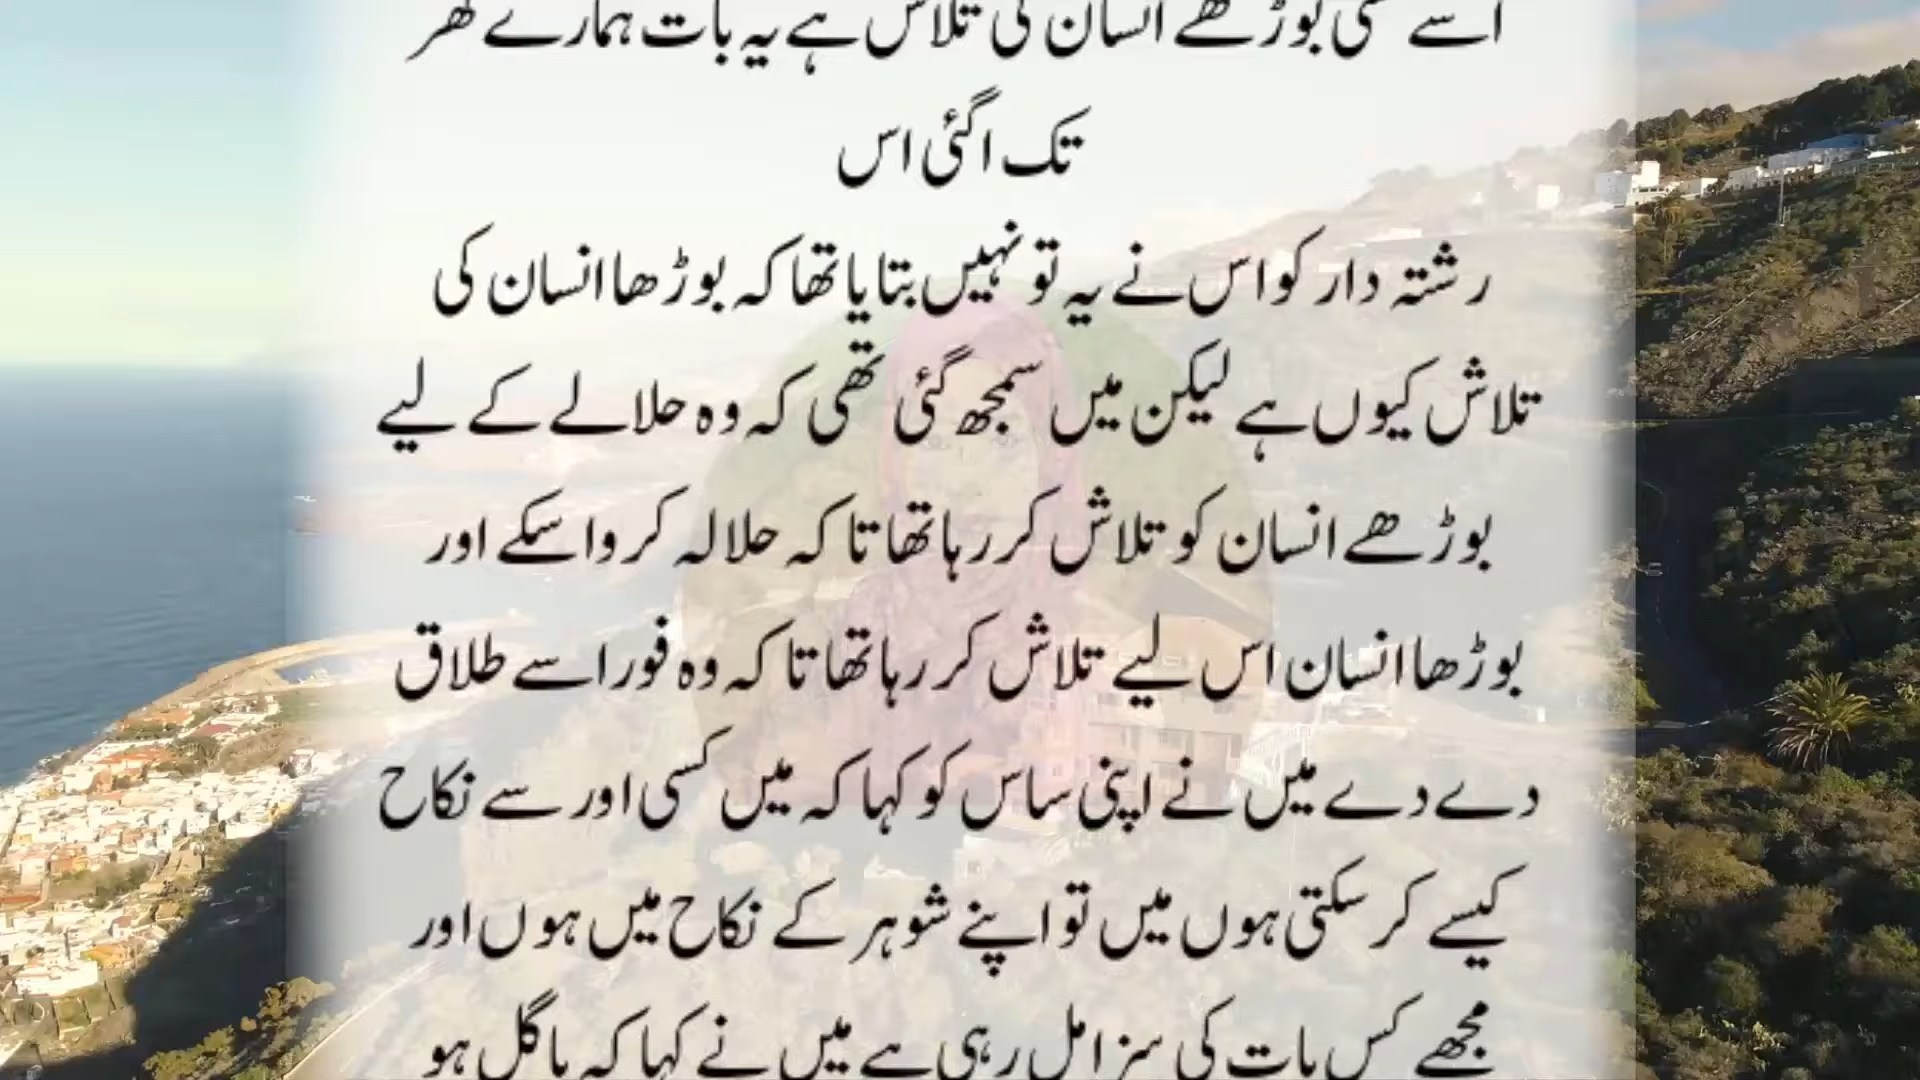 اسے کسی بوڑھے انسان کی تلاش ہے یہ بات ہمارے گھر
تک اگئی اس
رشتہ دار کو اس نے یہ تو نہیں بتایا تھا کہ بوڑھا انسان کی
تلاش کیوں ہے لیکن میں سمجھ گئی تھی کہ وہ حلالے کے لیے
بوڑھے انسان کو تلاش کر رہا تھا تا کہ حلالہ کروا سکے اور
بوڑھا انسان اس لیے تلاش کر رہا تھا تا کہ وہ فورا سے طلاق
دے دے میں نے اپنی ساس کو کہا کہ میں کسی اور سے نکاح
کیسے کر سکتی ہوں میں تو اپنے شوہر کے نکاح میں ہوں اور
مجھے کس بات کی سزا مل رہی ہے میں نے کہا کہ پاگل ہو